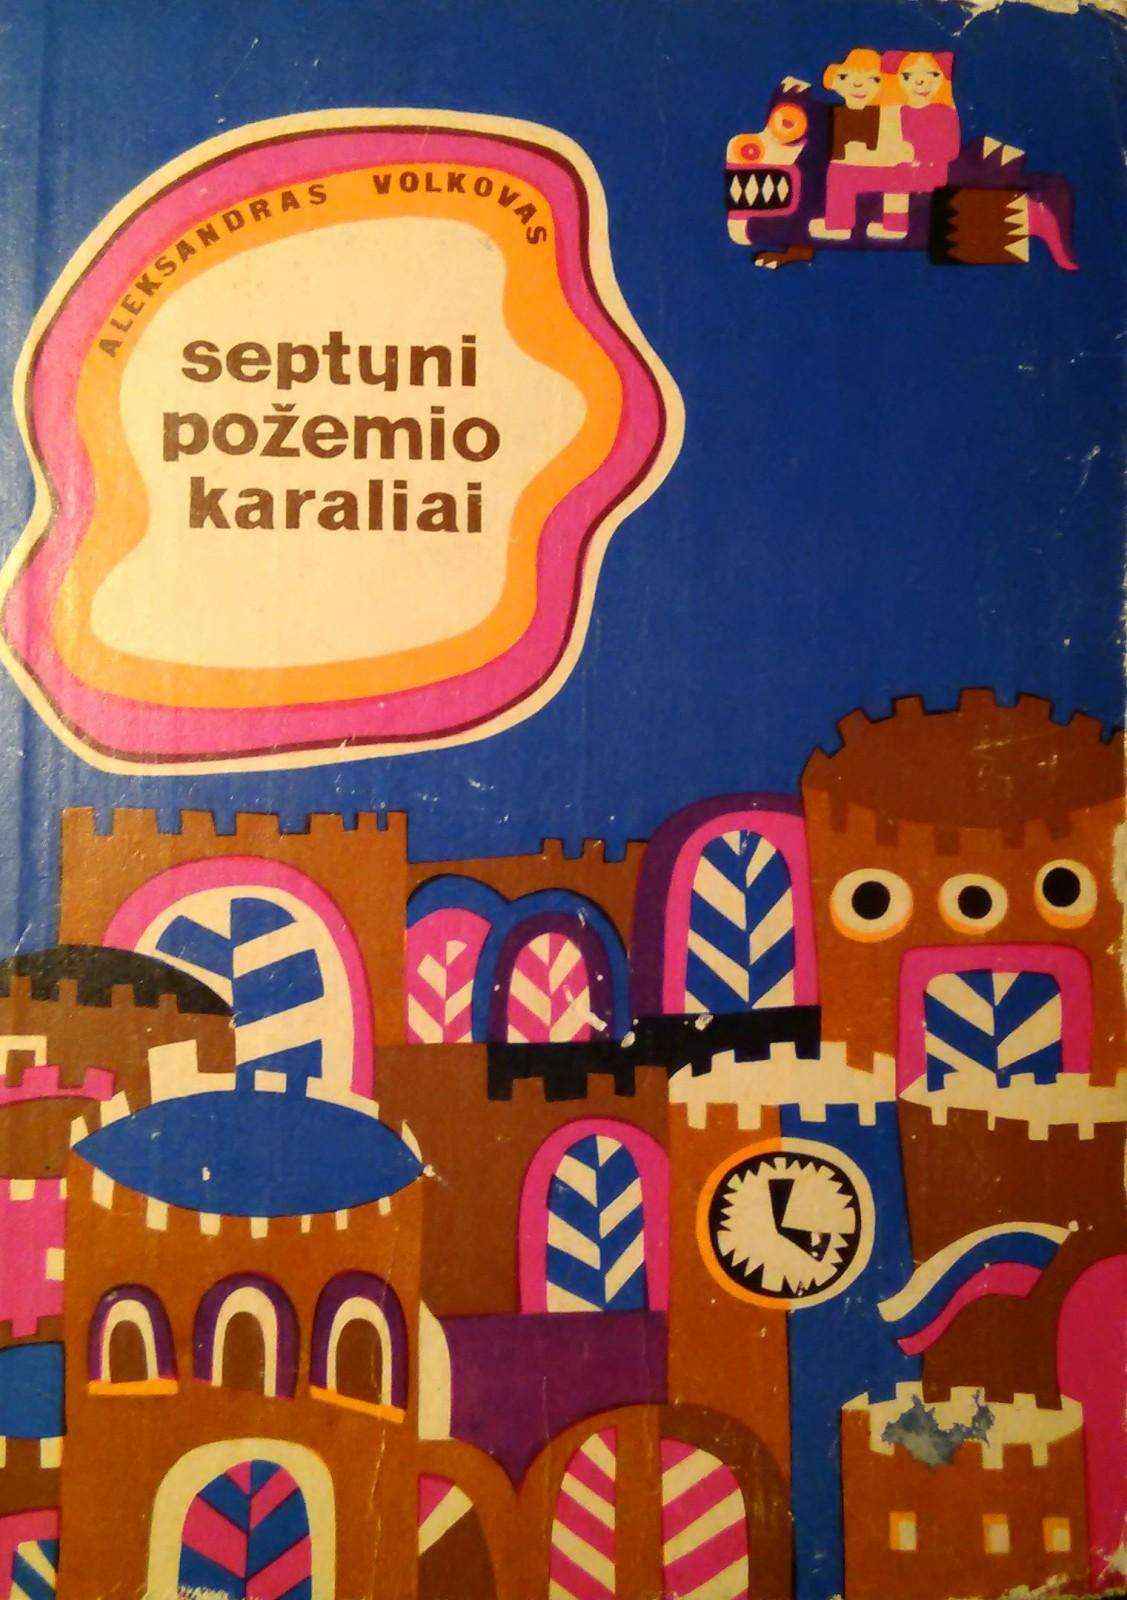 ALEKSANDRAS VOLKOVAS
septyni
požemio
karaliai